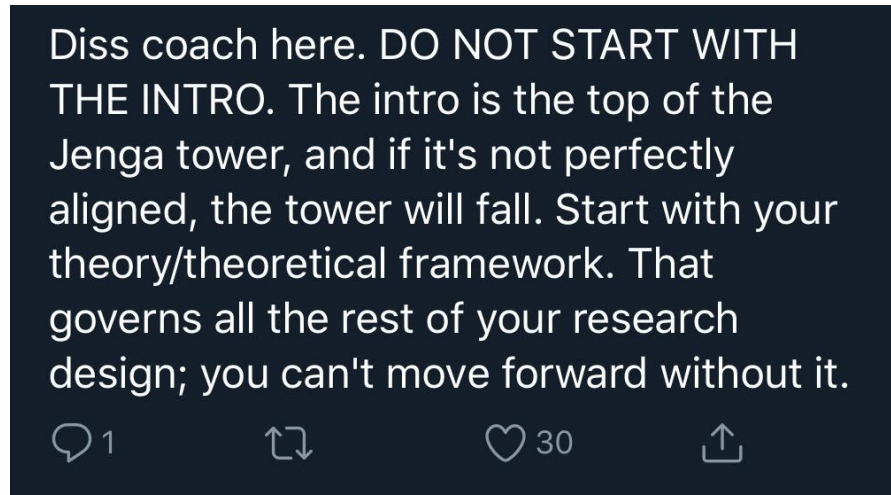 Diss coach here. DO NOT START WITH
THE INTRO. The intro is the top of the
Jenga tower, and if it's not perfectly
aligned, the tower will fall. Start with your
theory/theoretical framework. That
governs all the rest of your research
design; you can't move forward without it.
1 30